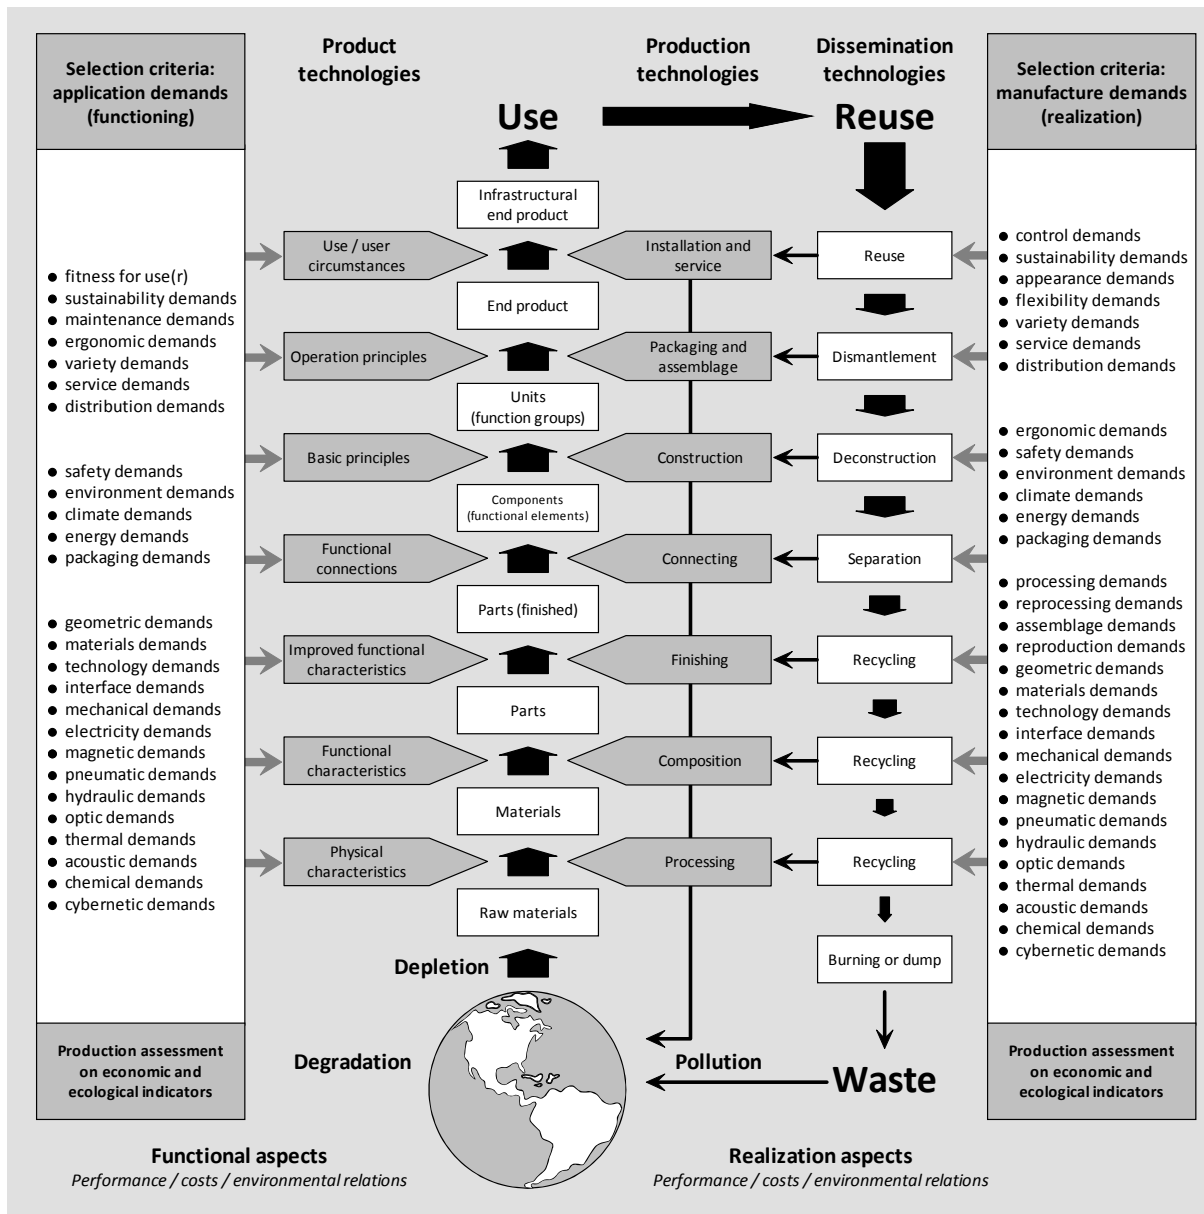 Selection criteria:
application demands
(functioning)
● fitness for use(r)
● sustainability demands
● maintenance demands
● ergonomic demands
● variety demands
● service demands
● distribution demands
● safety demands
● environment demands
● climate demands
● energy demands
● packaging demands
● geometric demands
● materials demands
● technology demands
● interface demands
● mechanical demands
● electricity demands
● magnetic demands
● pneumatic demands
● hydraulic demands
● optic demands
● thermal demands
● acoustic demands
● chemical demands
● cybernetic demands
Production assessment
on economic and
ecological indicators
Product
technologies
Use / user
circumstances
Operation principles
Basic principles
Functional
connections
Improved functional
characteristics
Functional
characteristics
Physical
characteristics
Use
Infrastructural
end product
End product
Units
(function groups)
Components
(functional elements)
Parts (finished)
Parts
Materials
Raw materials
Depletion
Degradation
Production
technologies
Installation and
service
Packaging and
assemblage
Construction
Connecting
Finishing
Composition
Processing
Pollution
Dissemination
technologies
Reuse
Reuse
Dismantlement
Deconstruction
Separation
Recycling
Recycling
Recycling
Burning or dump
Waste
Selection criteria:
manufacture demands
(realization)
● control demands
● sustainability demands
● appearance demands
● flexibility demands
● variety demands
● service demands
● distribution demands
● ergonomic demands
● safety demands
● environment demands
● climate demands
● energy demands
● packaging demands
● processing demands
● reprocessing demands
● assemblage demands
● reproduction demands
● geometric demands
● materials demands
● technology demands
● interface demands
● mechanical demands
● electricity demands
● magnetic demands
● pneumatic demands
● hydraulic demands
● optic demands
● thermal demands
● acoustic demands
● chemical demands
● cybernetic demands
Production assessment
on economic and
ecological indicators
Functional aspects
Performance / costs / environmental relations
Realization aspects
Performance / costs / environmental relations